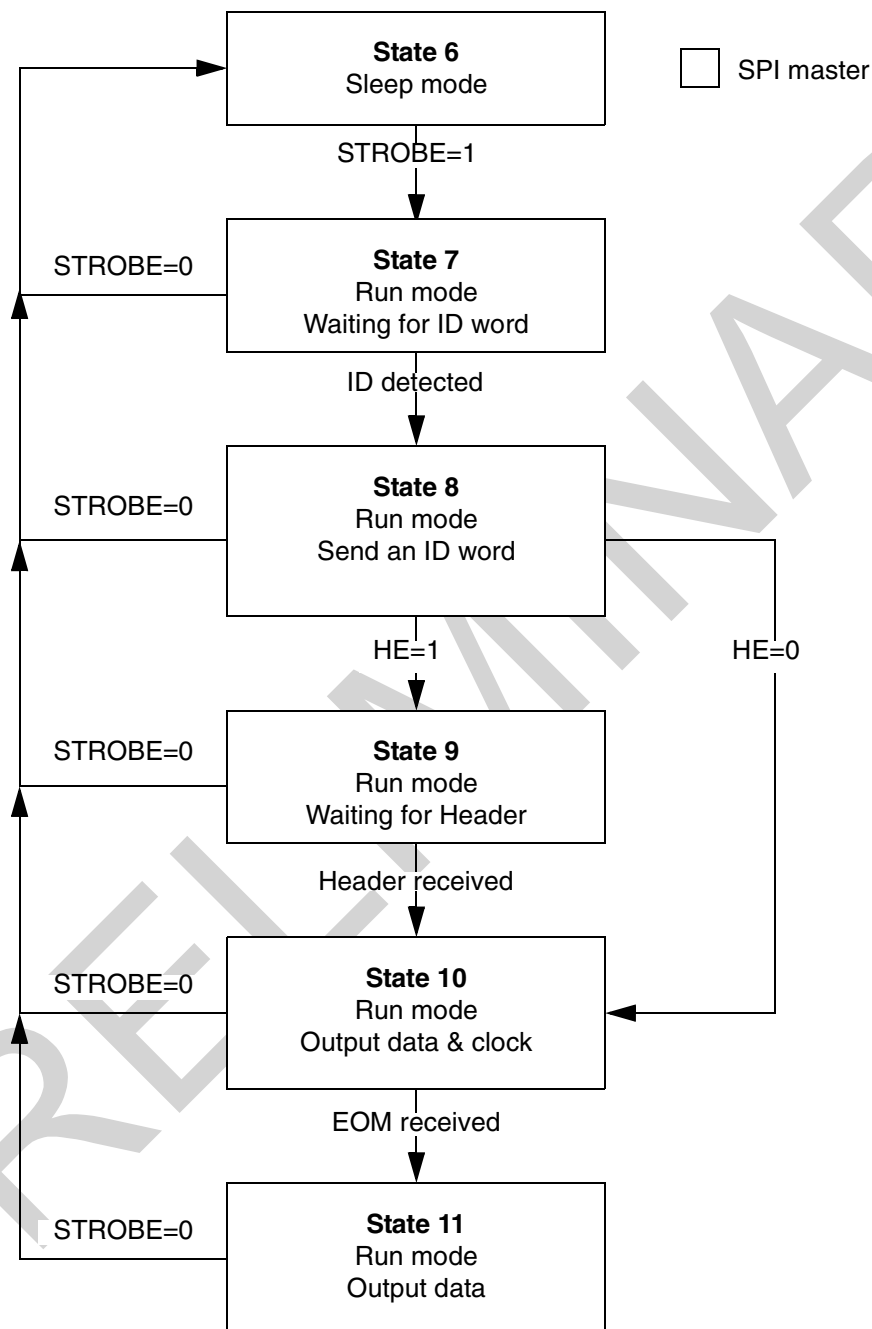 State 6
Sleep mode
SPI master
STROBE=1
STROBE=0
State 7
Run mode
Waiting for ID word
ID detected
STROBE=0
State 8
Run mode
Send an ID word
HE=1
HE=0
STROBE=0
State 9
Run mode
Waiting for Header
Header received
STROBE=0
State 10
Run mode
Output data & clock
EOM received
STROBE=0
State 11
Run mode
Output data